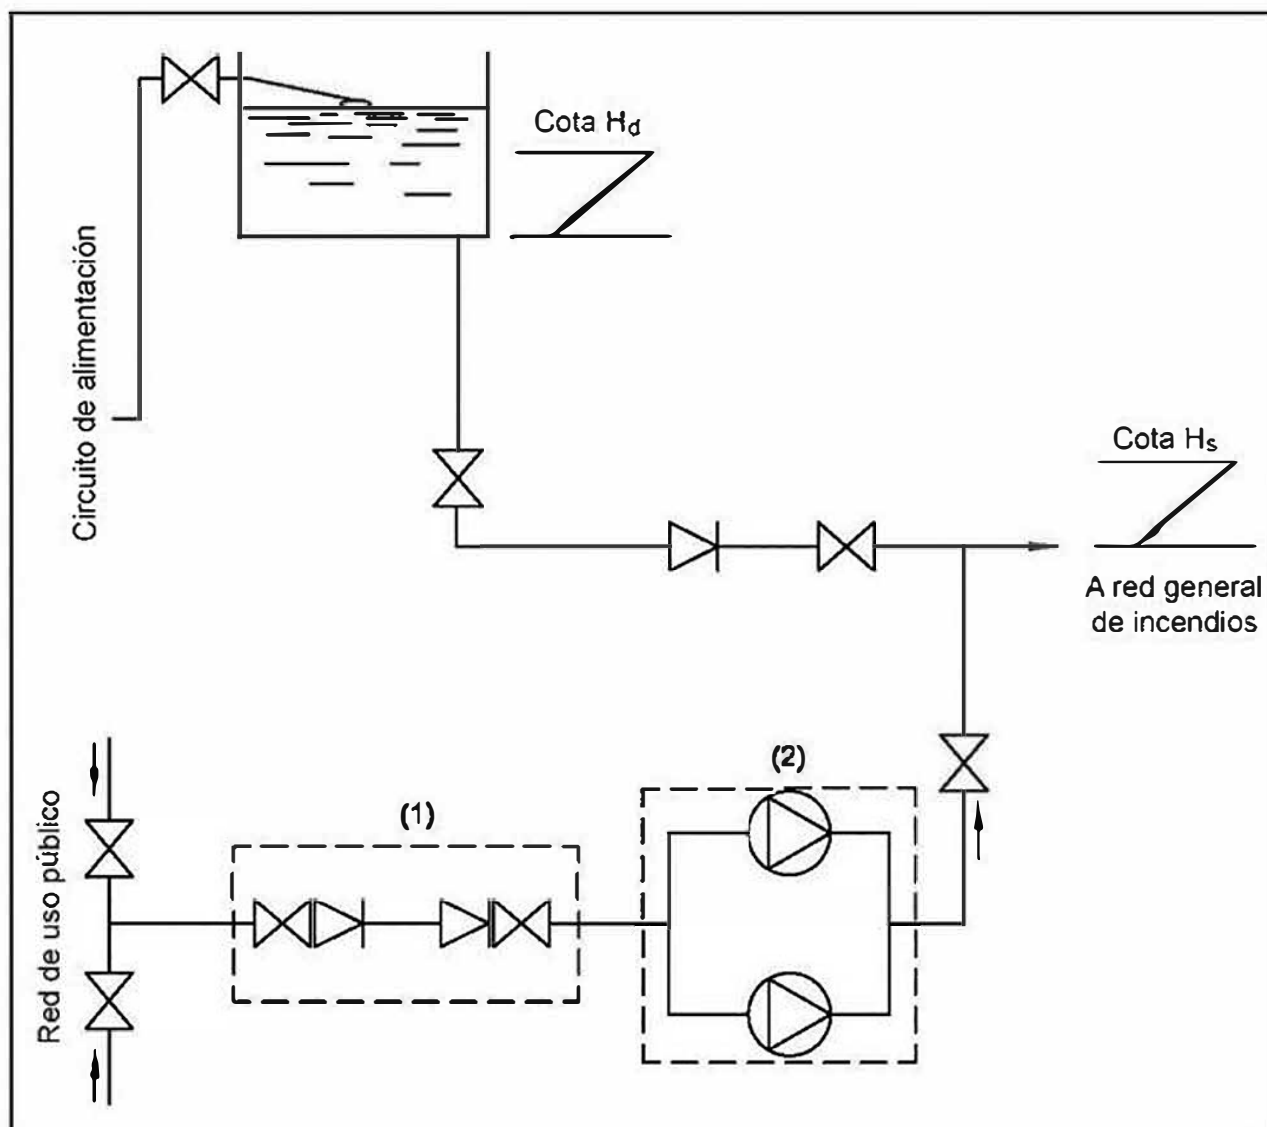 Cota Hd
Circuito de alimentación
Cota Hs
A red general
de incendios
(2)
(1)
Red de uso público